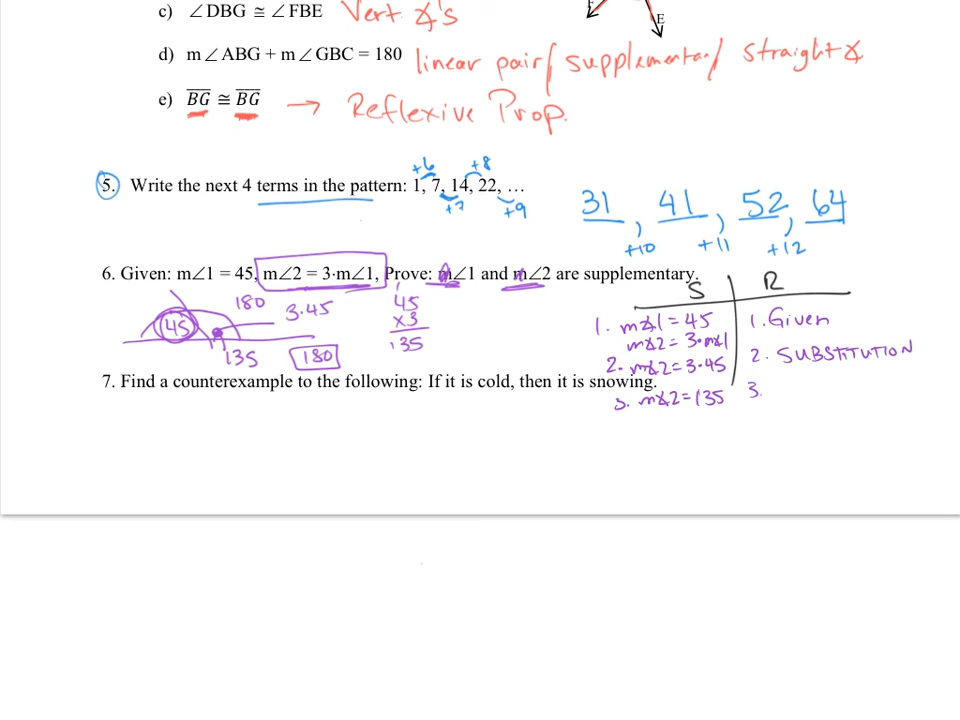 c) ∠DBG ≅ ∠FBE Vert ∡'s
E
d) m∠ABG + m∠GBC = 180 linear pair/ supplementary/ straight ∡
e) BG ≅ BG → Reflexive Prop.
+6 +8
5. Write the next 4 terms in the pattern: 1, 7, 14, 22, … 31, 41, 52, 64
+7 +9 +10 +11 +12
6. Given: m∠1 = 45, m∠2 = 3·m∠1, Prove: m∠1 and m∠2 are supplementary.
S R
180 3·45 45
45 x3 1. m∡1 = 45 1. Given
135 m∡2 = 3·m∡1
135 180 2. m∡2 = 3·45 2. SUBSTITUTION
7. Find a counterexample to the following: If it is cold, then it is snowing.
3. m∡2 = 135 3.